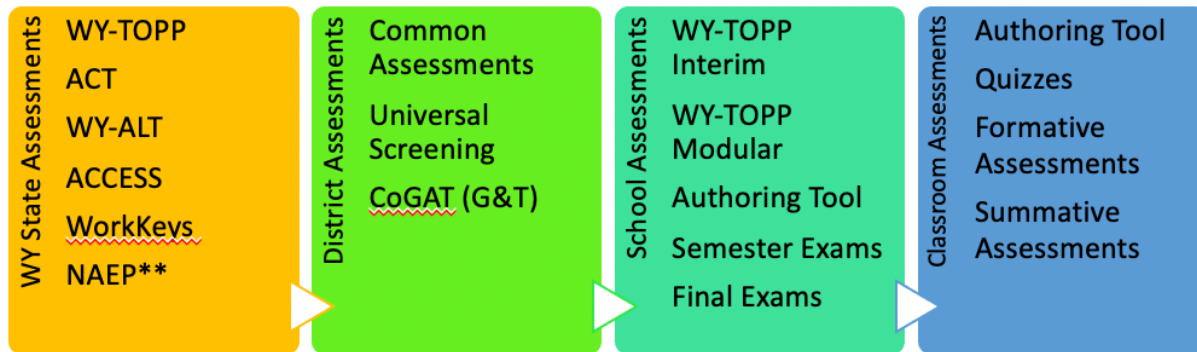 WY State Assessments
WY-TOPP
ACT
WY-ALT
ACCESS
WorkKeys
NAEP**
District Assessments
Common
Assessments
Universal
Screening
CoGAT (G&T)
School Assessments
WY-TOPP
Interim
WY-TOPP
Modular
Authoring Tool
Semester Exams
Final Exams
Classroom Assessments
Authoring Tool
Quizzes
Formative
Assessments
Summative
Assessments